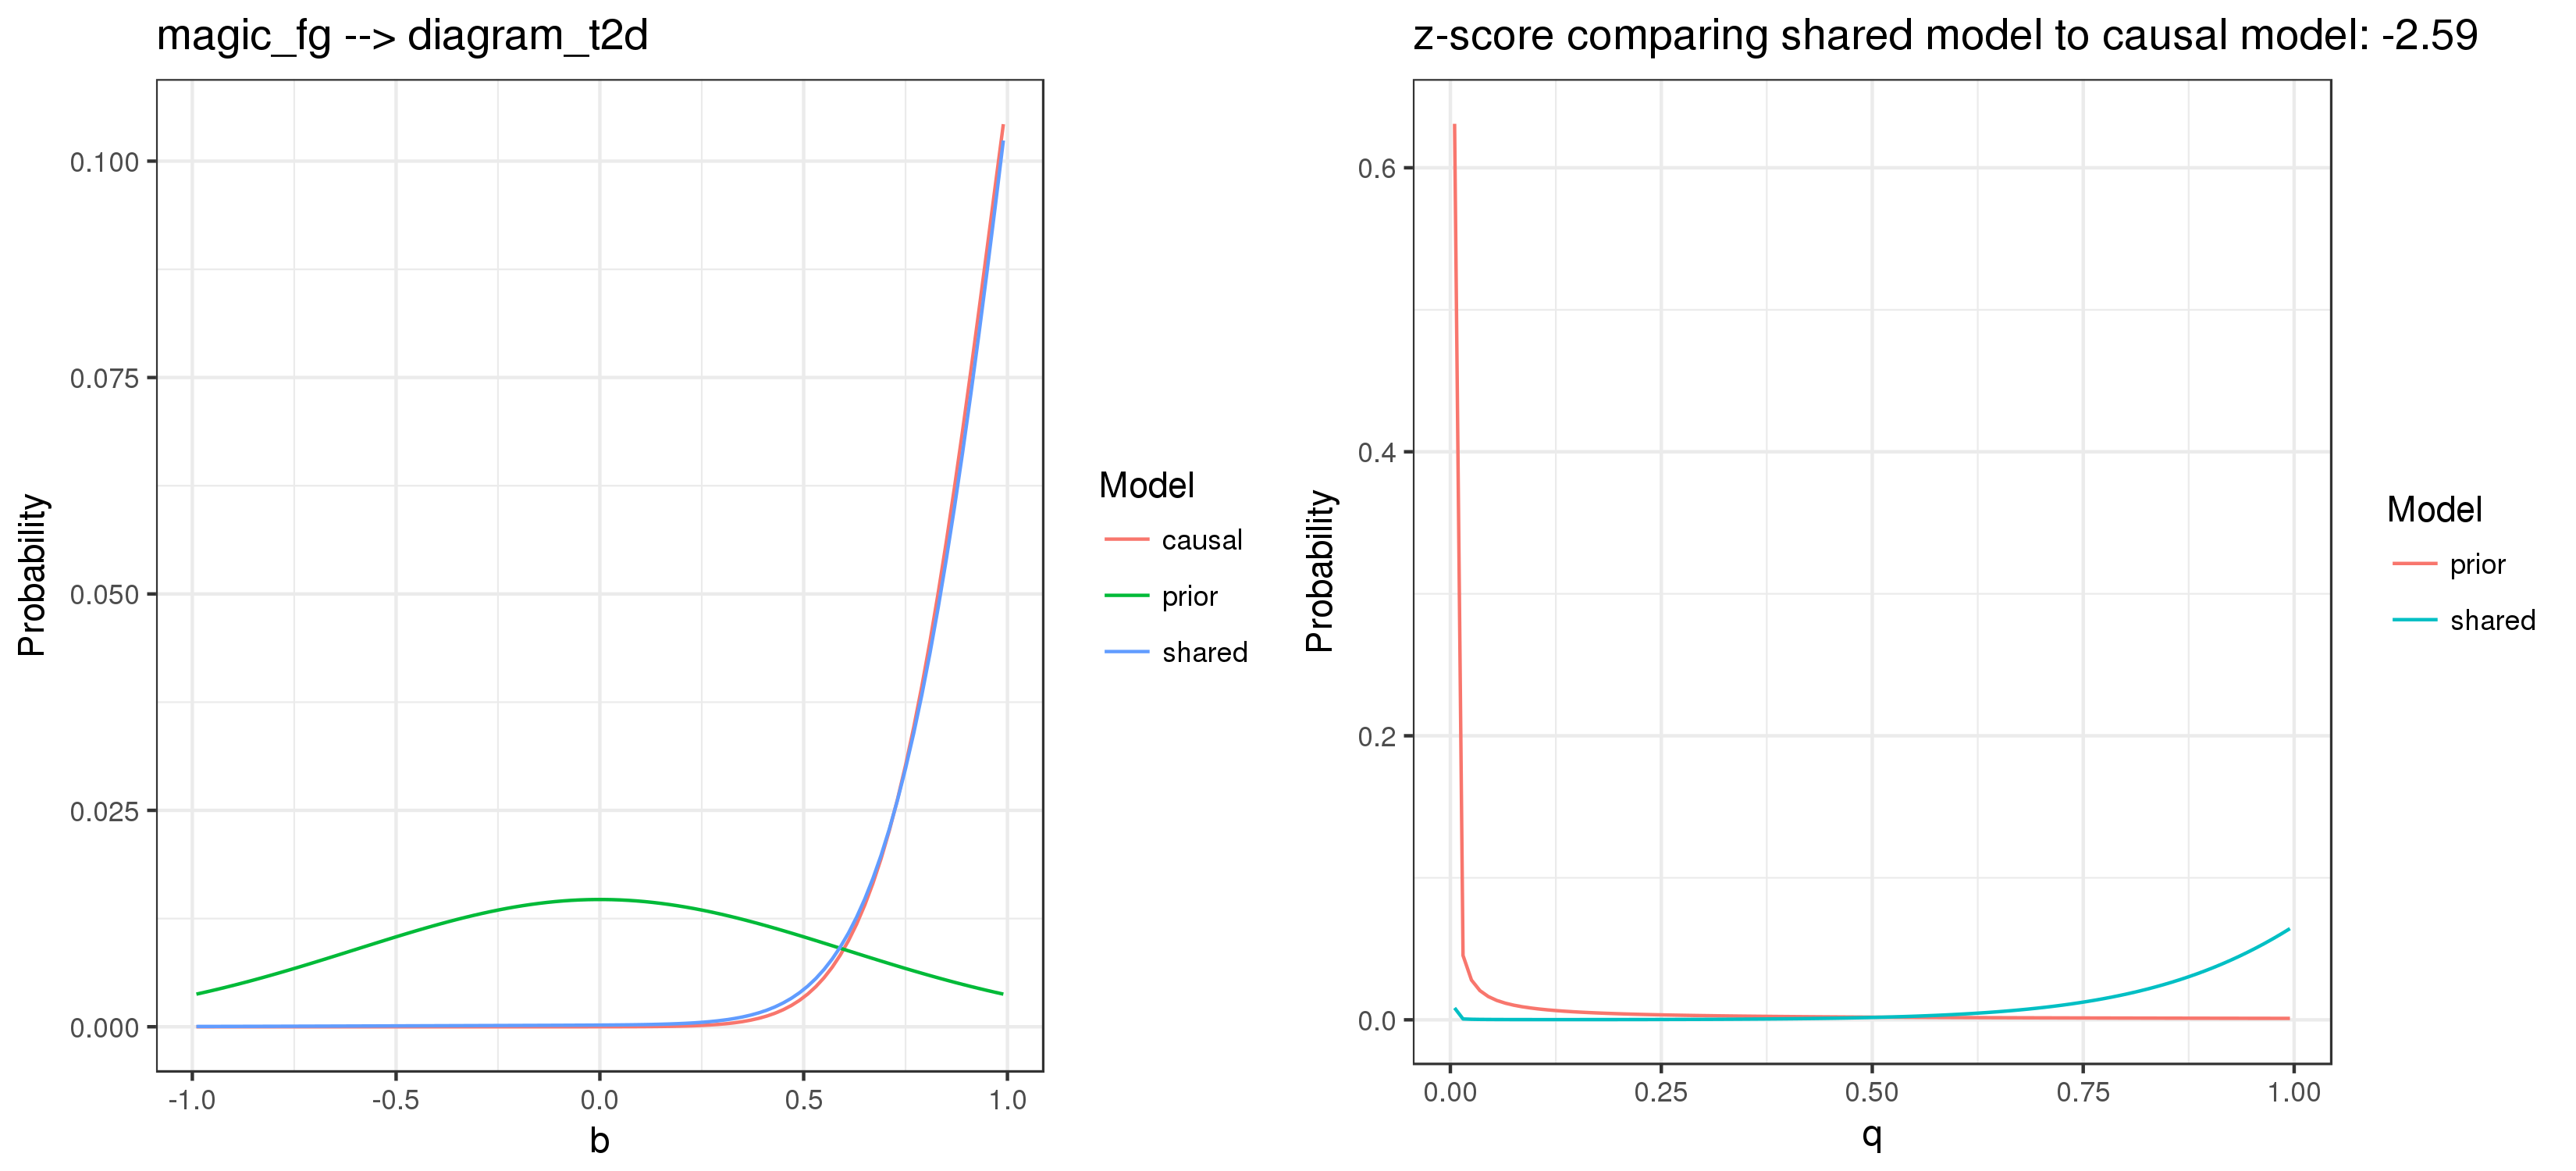 magic_fg --> diagram_t2d
0.100
0.075
0.050
0.025
0.000
Probability
-1.0 -0.5 0.0 0.5 1.0
b
Model
causal
prior
shared
z-score comparing shared model to causal model: -2.59
0.6
0.4
0.2
0.0
Probability
0.00 0.25 0.50 0.75 1.00
q
Model
prior
shared